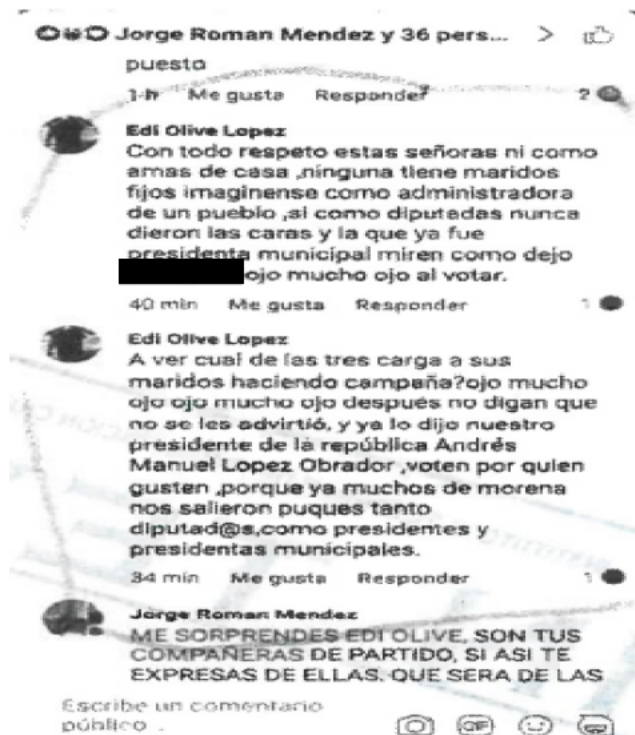 Jorge Roman Mendez y 36 pers...
puesto
1 h Me gusta Responder 2
Edi Olive Lopez
Con todo respeto estas señoras ni como
amas de casa ,ninguna tiene maridos
fijos imaginense como administradora
de un pueblo ,si como diputadas nunca
dieron las caras y la que ya fue
presidenta municipal miren como dejo
ojo mucho ojo al votar.
40 min Me gusta Responder 1
Edi Olive Lopez
A ver cual de las tres carga a sus
maridos haciendo campaña?ojo mucho
ojo ojo mucho ojo después no digan que
no se les advirtió, y ya lo dijo nuestro
presidente de la república Andrés
Manuel Lopez Obrador ,voten por quien
gusten ,porque ya muchos de morena
nos salieron puques tanto
diputad@s,como presidentes y
presidentas municipales.
34 min Me gusta Responder 1
Jorge Roman Mendez
ME SORPRENDES EDI OLIVE, SON TUS
COMPAÑERAS DE PARTIDO, SI ASI TE
EXPRESAS DE ELLAS, QUE SERA DE LAS
Escribe un comentario
público .
GIF